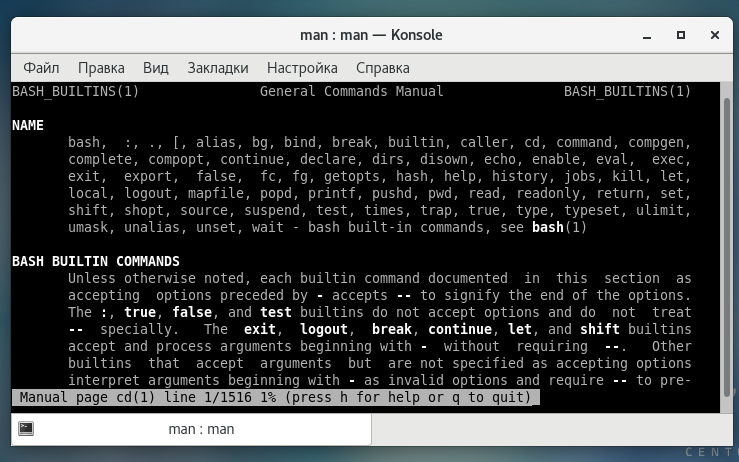 man : man — Konsole
Файл Правка Вид Закладки Настройка Справка
BASH_BUILTINS(1) General Commands Manual BASH_BUILTINS(1)
NAME
bash, :, ., [, alias, bg, bind, break, builtin, caller, cd, command, compgen,
complete, compopt, continue, declare, dirs, disown, echo, enable, eval, exec,
exit, export, false, fc, fg, getopts, hash, help, history, jobs, kill, let,
local, logout, mapfile, popd, printf, pushd, pwd, read, readonly, return, set,
shift, shopt, source, suspend, test, times, trap, true, type, typeset, ulimit,
umask, unalias, unset, wait - bash built-in commands, see bash(1)
BASH BUILTIN COMMANDS
Unless otherwise noted, each builtin command documented in this section as
accepting options preceded by - accepts -- to signify the end of the options.
The :, true, false, and test builtins do not accept options and do not treat
-- specially. The exit, logout, break, continue, let, and shift builtins
accept and process arguments beginning with - without requiring --. Other
builtins that accept arguments but are not specified as accepting options
interpret arguments beginning with - as invalid options and require -- to pre-
Manual page cd(1) line 1/1516 1% (press h for help or q to quit)
man : man